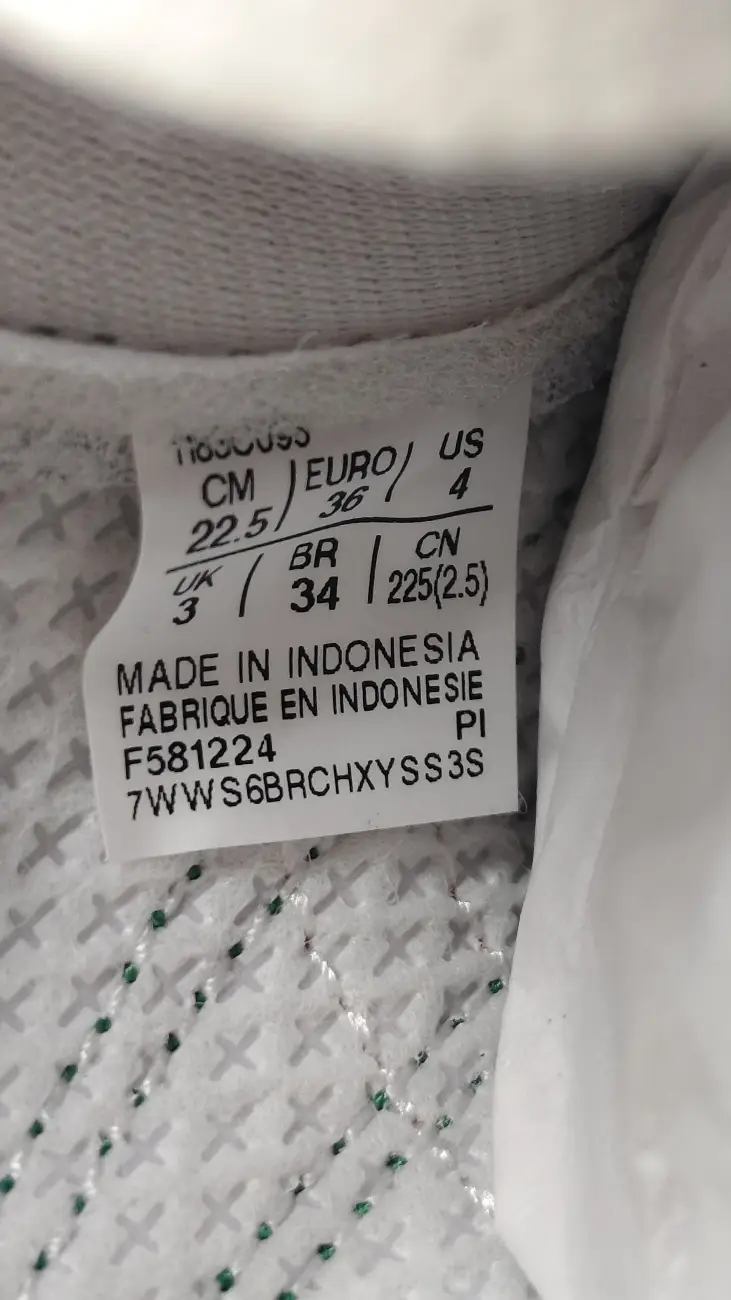 CM / EURO / US
22.5 / 36 / 4
UK / BR | CN
3 / 34 | 225(2.5)
MADE IN INDONESIA
FABRIQUE EN INDONESIE
F581224 PI
7WWS6BRCHXYSS3S